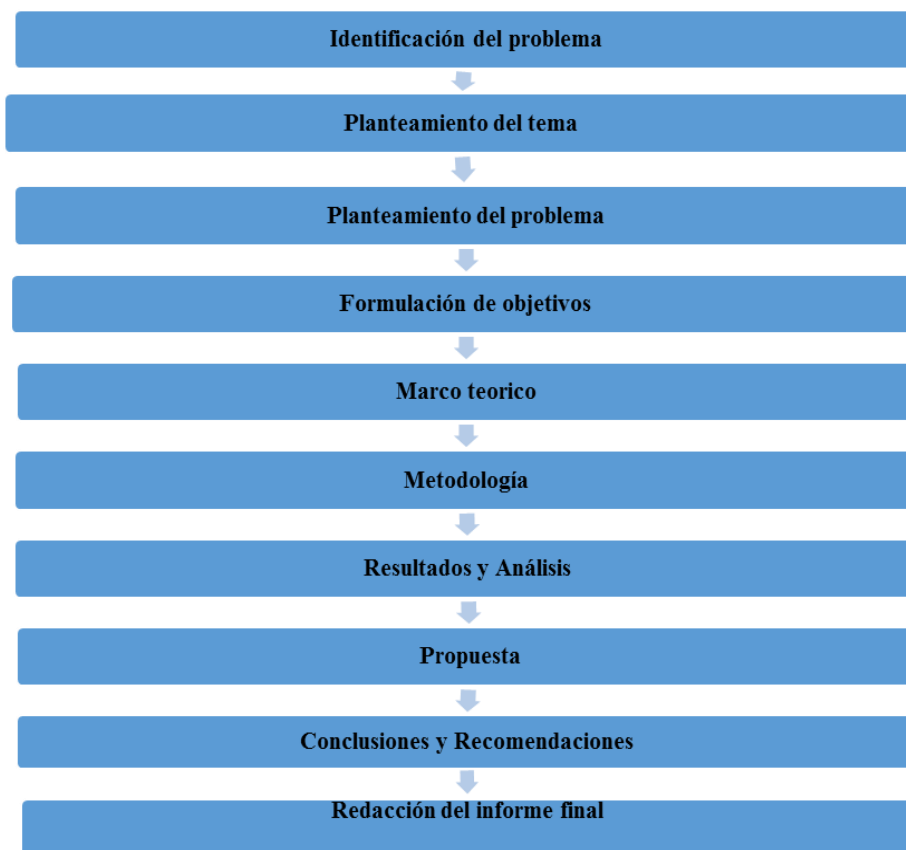 Identificación del problema
Planteamiento del tema
Planteamiento del problema
Formulación de objetivos
Marco teorico
Metodología
Resultados y Análisis
Propuesta
Conclusiones y Recomendaciones
Redacción del informe final